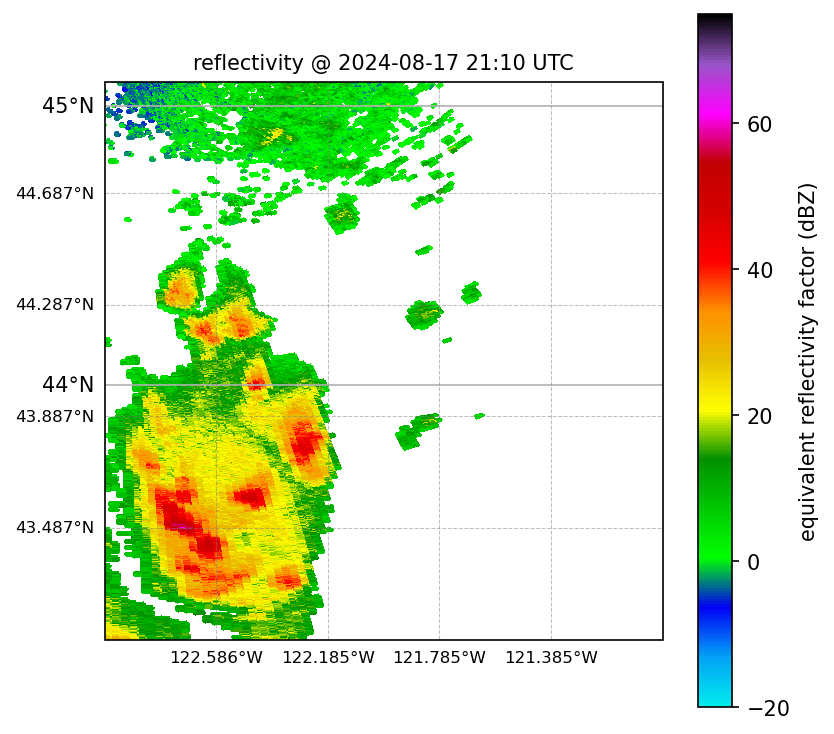 reflectivity @ 2024-08-17 21:10 UTC
45°N
44.687°N
44.287°N
44°N
43.887°N
43.487°N
122.586°W 122.185°W 121.785°W 121.385°W
60
40
20
0
−20
equivalent reflectivity factor (dBZ)